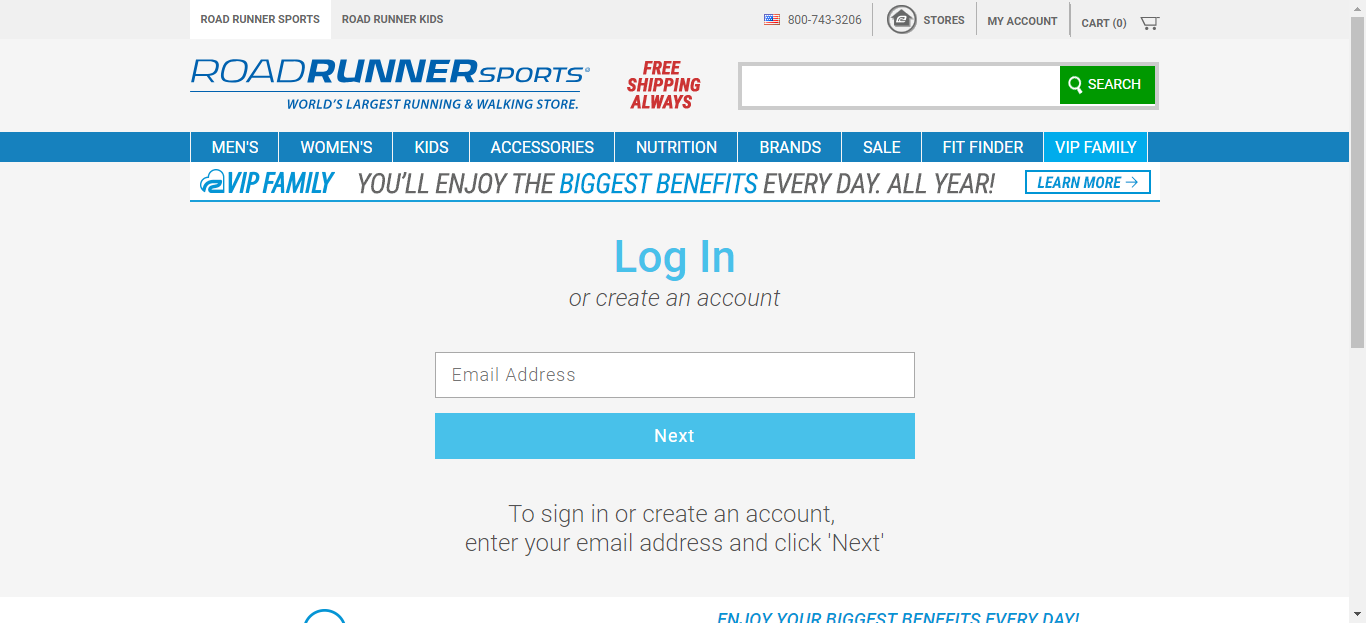 ROAD RUNNER SPORTS ROAD RUNNER KIDS 800-743-3206 STORES MY ACCOUNT CART (0)
ROADRUNNERSPORTS®
WORLD'S LARGEST RUNNING & WALKING STORE.
FREE
SHIPPING
ALWAYS
SEARCH
MEN'S WOMEN'S KIDS ACCESSORIES NUTRITION BRANDS SALE FIT FINDER VIP FAMILY
VIP FAMILY YOU'LL ENJOY THE BIGGEST BENEFITS EVERY DAY. ALL YEAR! LEARN MORE →
Log In
or create an account
Email Address
Next
To sign in or create an account,
enter your email address and click 'Next'
ENJOY YOUR BIGGEST BENEFITS EVERY DAY!